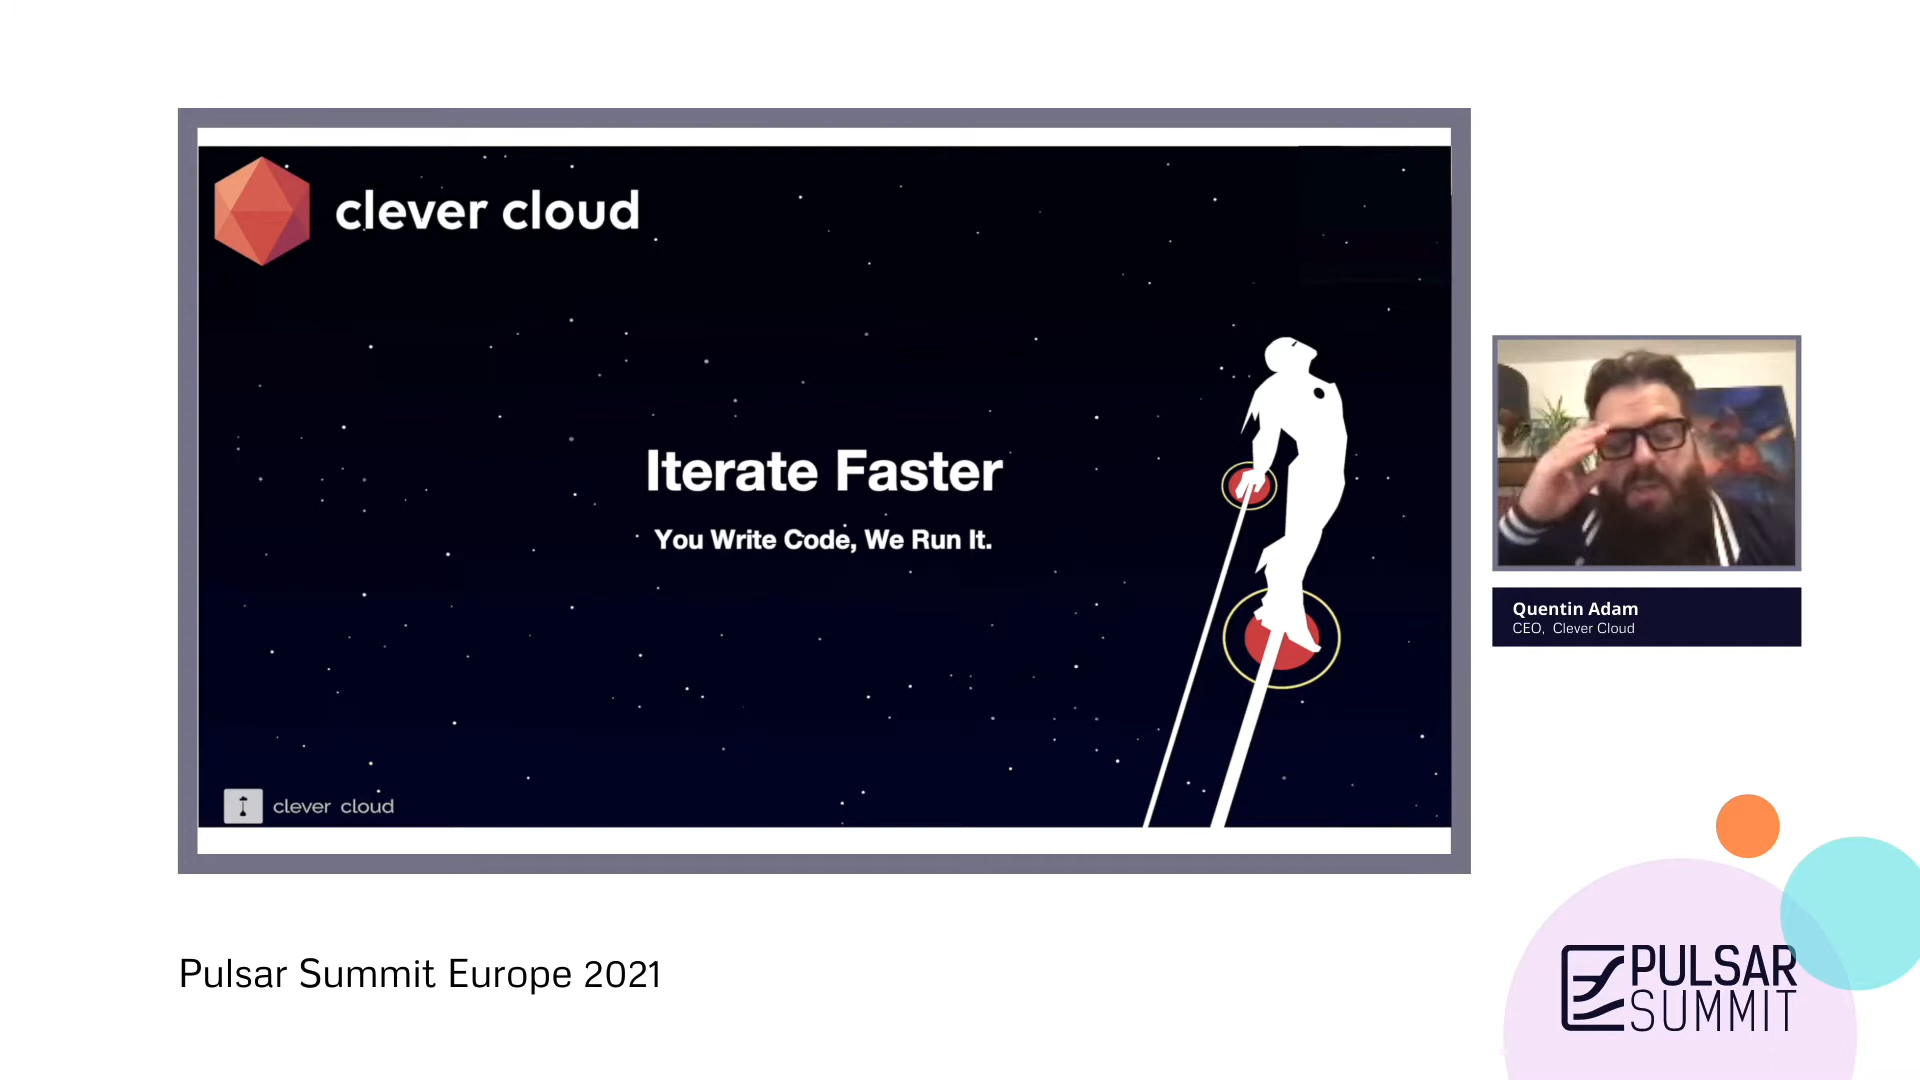 clever cloud
Iterate Faster
You Write Code, We Run It.
clever cloud
Quentin Adam
CEO, Clever Cloud
Pulsar Summit Europe 2021
PULSAR
SUMMIT